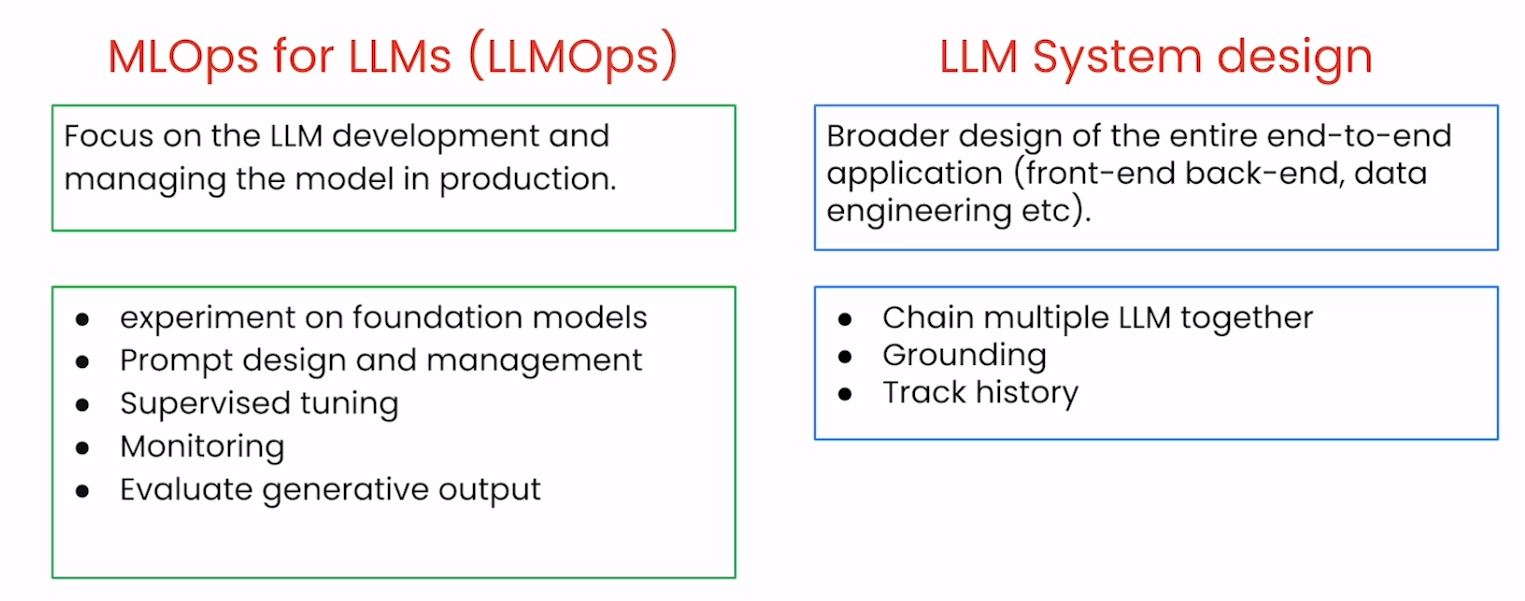 MLOps for LLMs (LLMOps)
Focus on the LLM development and
managing the model in production.
● experiment on foundation models
● Prompt design and management
● Supervised tuning
● Monitoring
● Evaluate generative output
LLM System design
Broader design of the entire end-to-end
application (front-end back-end, data
engineering etc).
● Chain multiple LLM together
● Grounding
● Track history